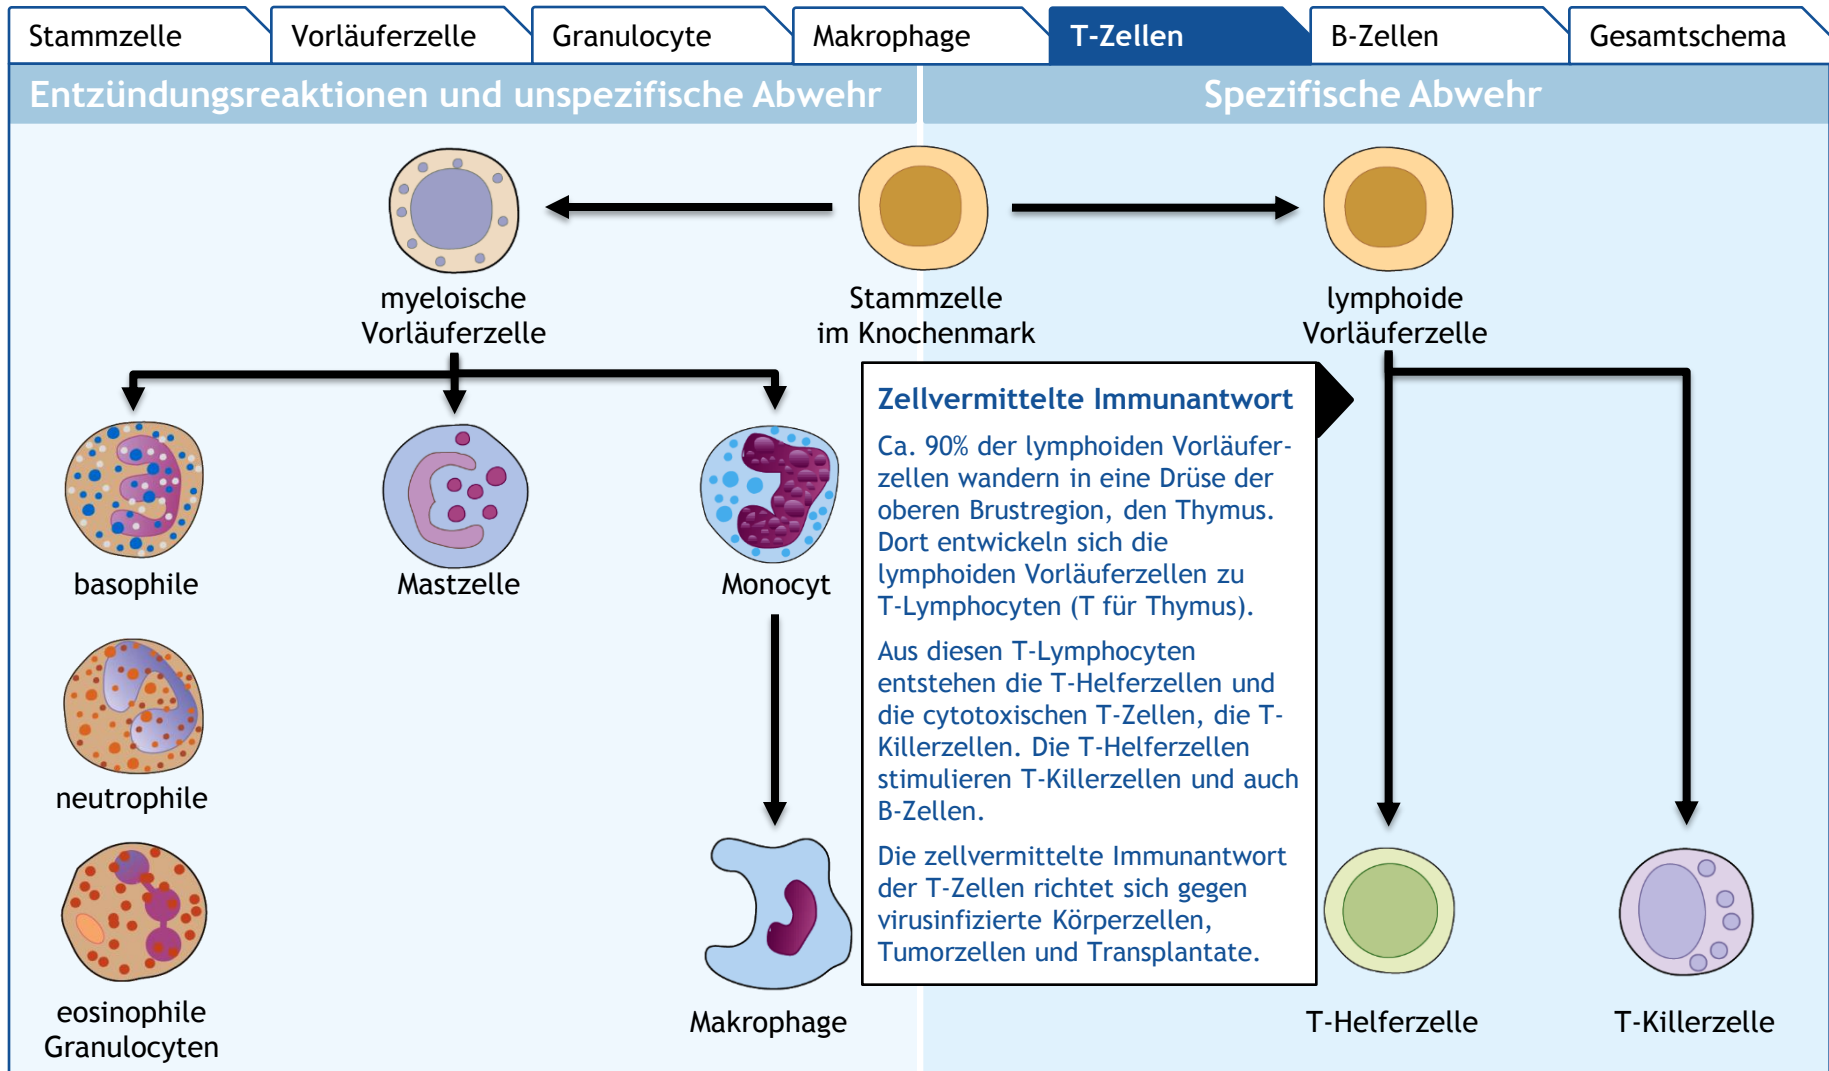 Stammzelle
Vorläuferzelle
Granulocyte
Makrophage
T-Zellen
B-Zellen
Gesamtschema
Entzündungsreaktionen und unspezifische Abwehr
Spezifische Abwehr
myeloische
Vorläuferzelle
Stammzelle
im Knochenmark
lymphoide
Vorläuferzelle
basophile
Mastzelle
Monocyt
neutrophile
eosinophile
Granulocyten
Makrophage
Zellvermittelte Immunantwort
Ca. 90% der lymphoiden Vorläufer-
zellen wandern in eine Drüse der
oberen Brustregion, den Thymus.
Dort entwickeln sich die
lymphoiden Vorläuferzellen zu
T-Lymphocyten (T für Thymus).
Aus diesen T-Lymphocyten
entstehen die T-Helferzellen und
die cytotoxischen T-Zellen, die T-
Killerzellen. Die T-Helferzellen
stimulieren T-Killerzellen und auch
B-Zellen.
Die zellvermittelte Immunantwort
der T-Zellen richtet sich gegen
virusinfizierte Körperzellen,
Tumorzellen und Transplantate.
T-Helferzelle
T-Killerzelle